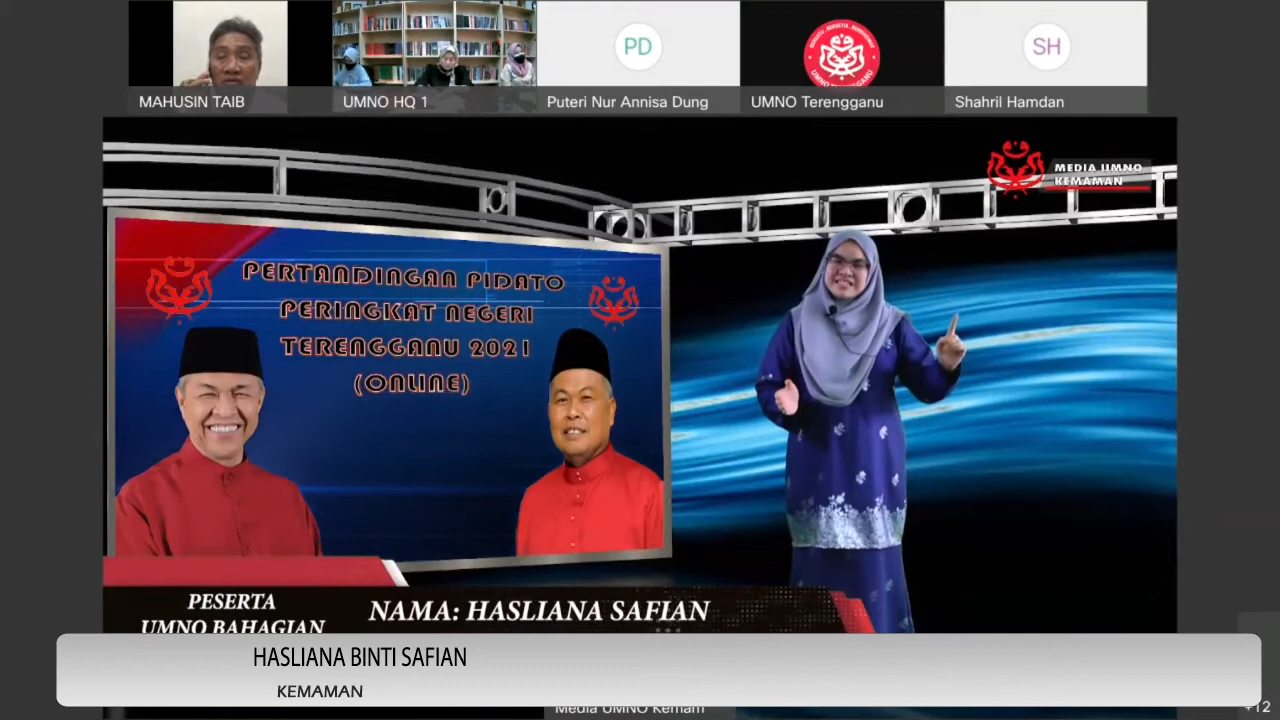 PD
SH
MAHUSIN TAIB
UMNO HQ 1
Puteri Nur Annisa Dung
UMNO Terengganu
Shahril Hamdan
MEDIA UMNO
KEMAMAN
PERTANDINGAN PIDATO
PERINGKAT NEGERI
TERENGGANU 2021
(ONLINE)
PESERTA
UMNO BAHAGIAN
NAMA: HASLIANA SAFIAN
HASLIANA BINTI SAFIAN
KEMAMAN
Media UMNO Kemam
+12